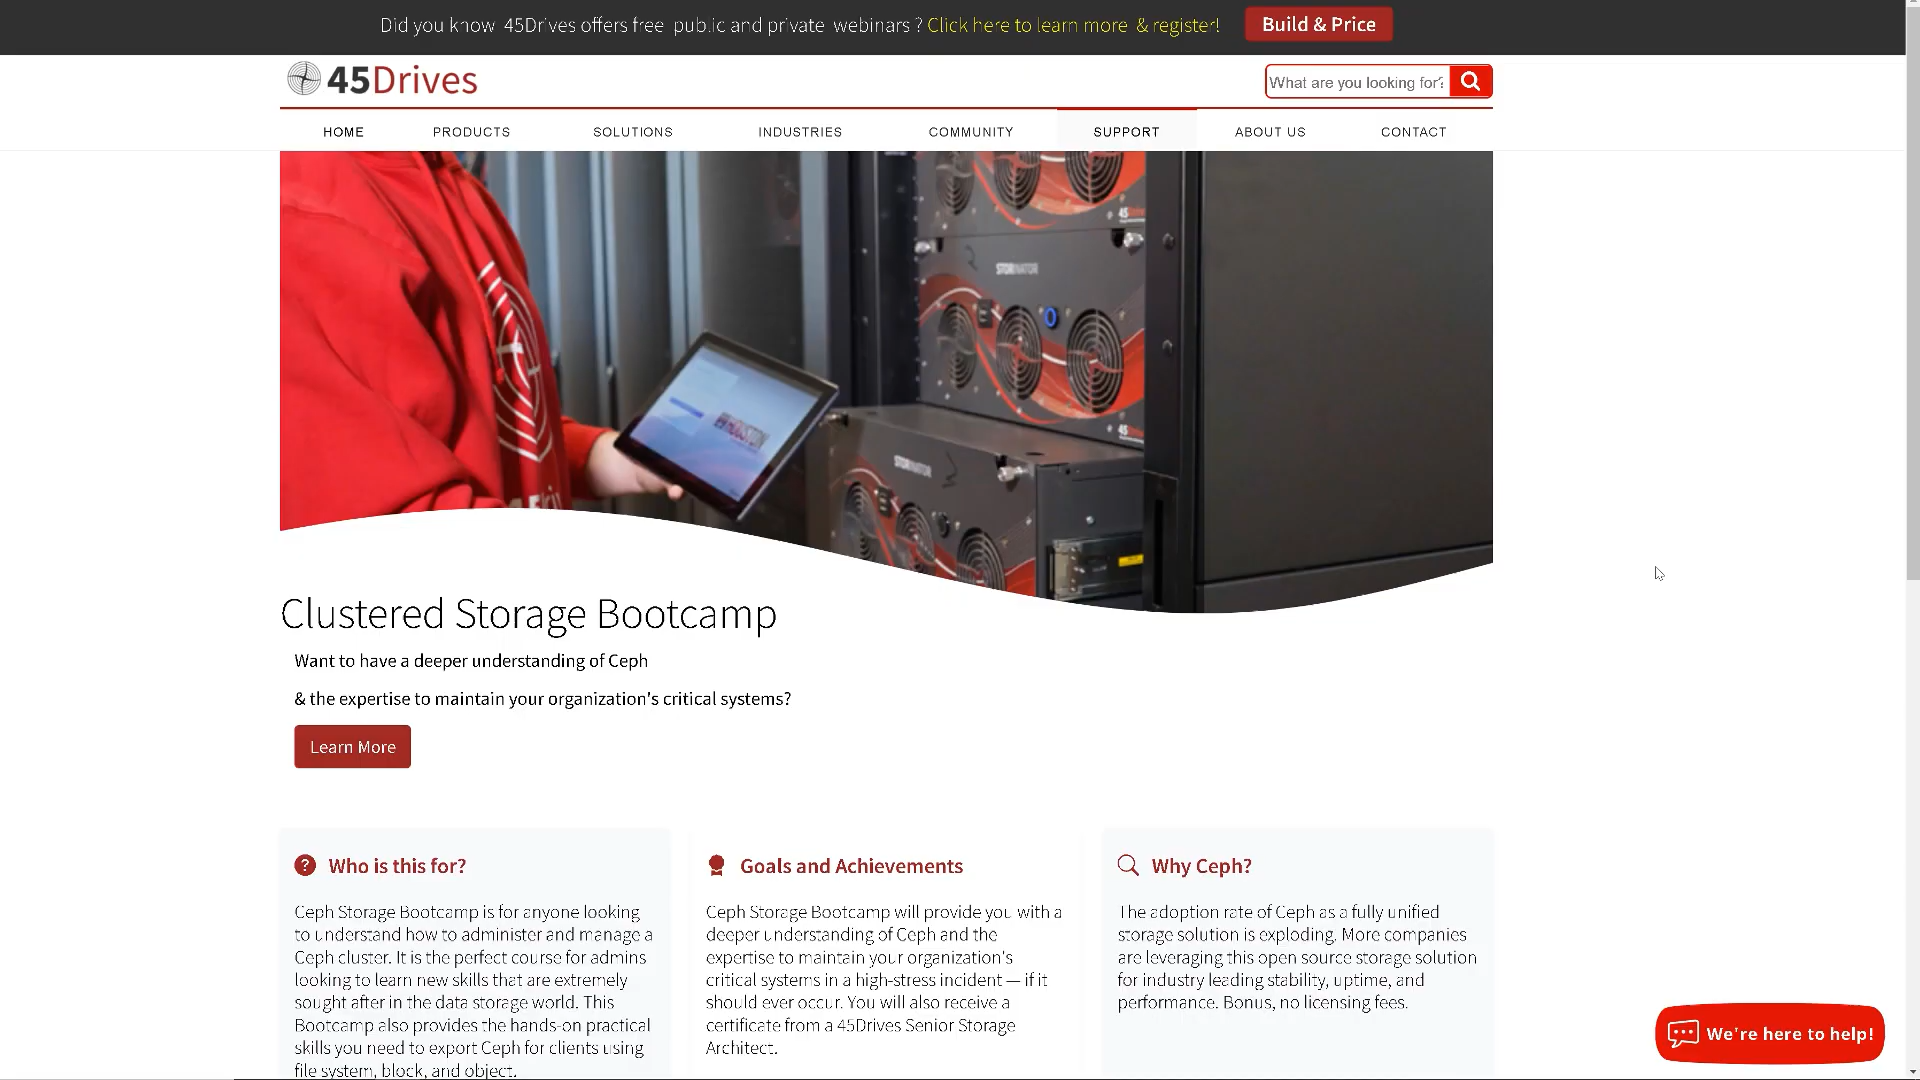 Did you know 45Drives offers free public and private webinars ? Click here to learn more & register!
Build & Price
45Drives
What are you looking for?
HOME
PRODUCTS
SOLUTIONS
INDUSTRIES
COMMUNITY
SUPPORT
ABOUT US
CONTACT
45
STORINATOR
45
STORINATOR
HOUSTON
Clustered Storage Bootcamp
Want to have a deeper understanding of Ceph
& the expertise to maintain your organization's critical systems?
Learn More
Who is this for?
Ceph Storage Bootcamp is for anyone looking
to understand how to administer and manage a
Ceph cluster. It is the perfect course for admins
looking to learn new skills that are extremely
sought after in the data storage world. This
Bootcamp also provides the hands-on practical
skills you need to export Ceph for clients using
file system, block, and object.
Goals and Achievements
Ceph Storage Bootcamp will provide you with a
deeper understanding of Ceph and the
expertise to maintain your organization's
critical systems in a high-stress incident — if it
should ever occur. You will also receive a
certificate from a 45Drives Senior Storage
Architect.
Why Ceph?
The adoption rate of Ceph as a fully unified
storage solution is exploding. More companies
are leveraging this open source storage solution
for industry leading stability, uptime, and
performance. Bonus, no licensing fees.
We're here to help!